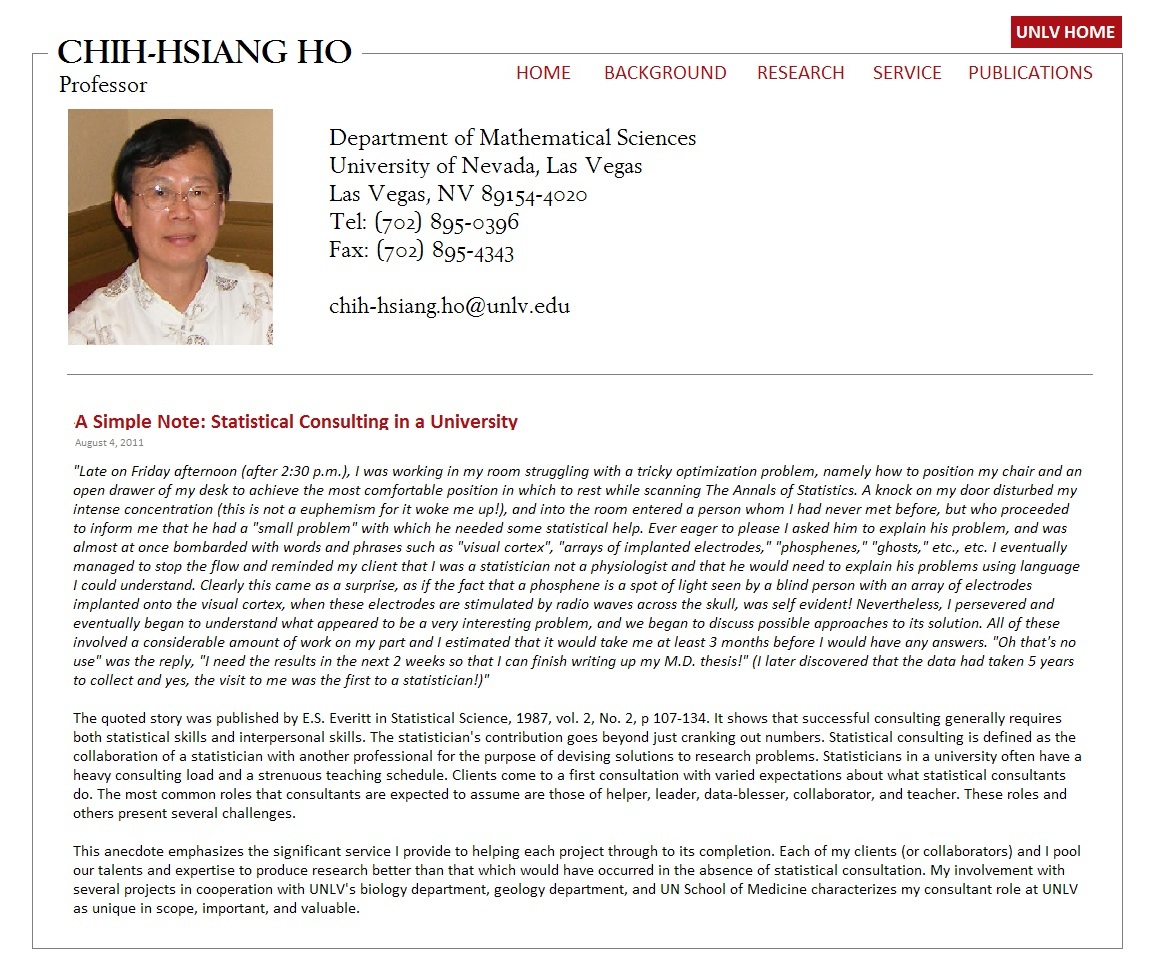 UNLV HOME
CHIH-HSIANG HO
Professor
HOME BACKGROUND RESEARCH SERVICE PUBLICATIONS
Department of Mathematical Sciences
University of Nevada, Las Vegas
Las Vegas, NV 89154-4020
Tel: (702) 895-0396
Fax: (702) 895-4343
chih-hsiang.ho@unlv.edu
A Simple Note: Statistical Consulting in a University
August 4, 2011
"Late on Friday afternoon (after 2:30 p.m.), I was working in my room struggling with a tricky optimization problem, namely how to position my chair and an
open drawer of my desk to achieve the most comfortable position in which to rest while scanning The Annals of Statistics. A knock on my door disturbed my
intense concentration (this is not a euphemism for it woke me up!), and into the room entered a person whom I had never met before, but who proceeded
to inform me that he had a "small problem" with which he needed some statistical help. Ever eager to please I asked him to explain his problem, and was
almost at once bombarded with words and phrases such as "visual cortex", "arrays of implanted electrodes," "phosphenes," "ghosts," etc., etc. I eventually
managed to stop the flow and reminded my client that I was a statistician not a physiologist and that he would need to explain his problems using language
I could understand. Clearly this came as a surprise, as if the fact that a phosphene is a spot of light seen by a blind person with an array of electrodes
implanted onto the visual cortex, when these electrodes are stimulated by radio waves across the skull, was self evident! Nevertheless, I persevered and
eventually began to understand what appeared to be a very interesting problem, and we began to discuss possible approaches to its solution. All of these
involved a considerable amount of work on my part and I estimated that it would take me at least 3 months before I would have any answers. "Oh that's no
use" was the reply, "I need the results in the next 2 weeks so that I can finish writing up my M.D. thesis!" (I later discovered that the data had taken 5 years
to collect and yes, the visit to me was the first to a statistician!)"
The quoted story was published by E.S. Everitt in Statistical Science, 1987, vol. 2, No. 2, p 107-134. It shows that successful consulting generally requires
both statistical skills and interpersonal skills. The statistician's contribution goes beyond just cranking out numbers. Statistical consulting is defined as the
collaboration of a statistician with another professional for the purpose of devising solutions to research problems. Statisticians in a university often have a
heavy consulting load and a strenuous teaching schedule. Clients come to a first consultation with varied expectations about what statistical consultants
do. The most common roles that consultants are expected to assume are those of helper, leader, data-blesser, collaborator, and teacher. These roles and
others present several challenges.
This anecdote emphasizes the significant service I provide to helping each project through to its completion. Each of my clients (or collaborators) and I pool
our talents and expertise to produce research better than that which would have occurred in the absence of statistical consultation. My involvement with
several projects in cooperation with UNLV's biology department, geology department, and UN School of Medicine characterizes my consultant role at UNLV
as unique in scope, important, and valuable.